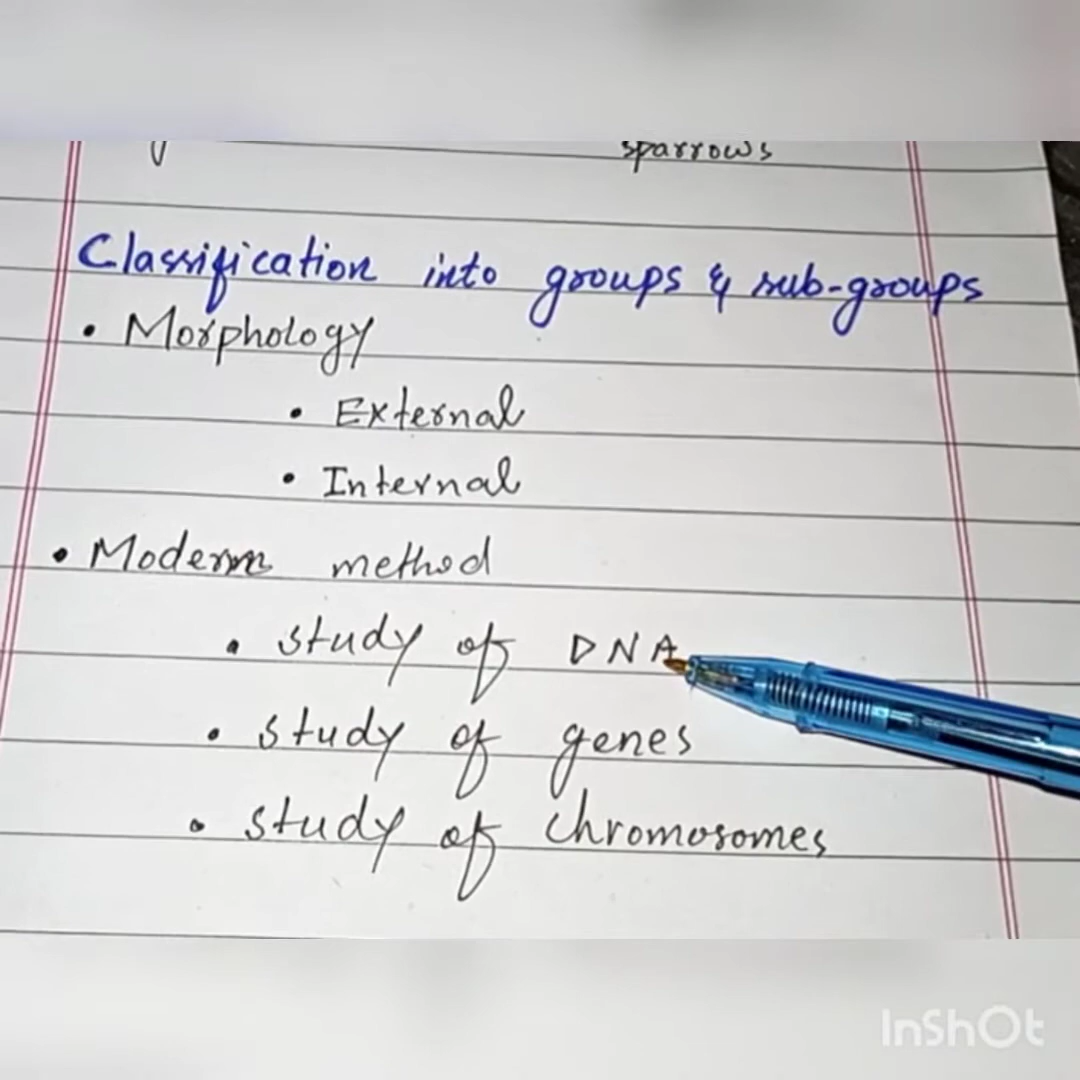 sparrows
Classification into groups & sub-groups
• Morphology
• External
• Internal
• Modern method
• study of DNA
• study of genes
• study of chromosomes
InShOt